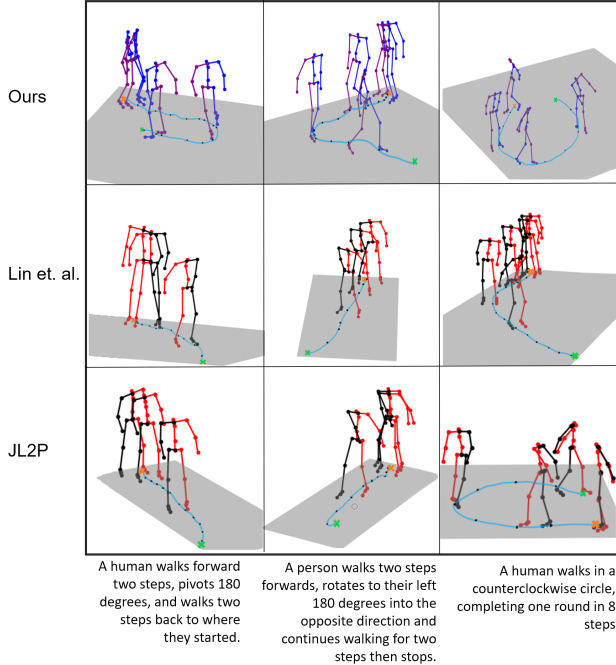 Ours
Lin et. al.
JL2P
A human walks forward
two steps, pivots 180
degrees, and walks two
steps back to where
they started.
A person walks two steps
forwards, rotates to their left
180 degrees into the
opposite direction and
continues walking for two
steps then stops.
A human walks in a
counterclockwise circle,
completing one round in 8
steps